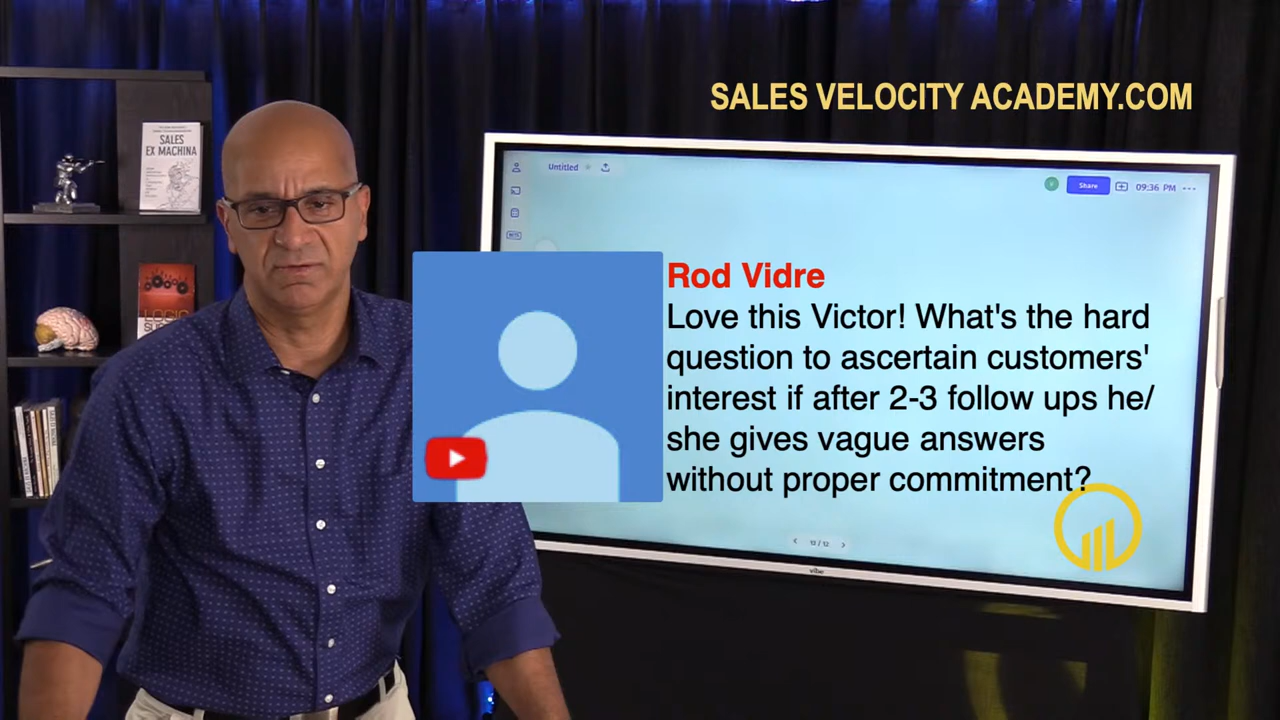 SALES VELOCITY ACADEMY.COM
SALES
EX MACHINA
Untitled
Share
09:36 PM
Rod Vidre
Love this Victor! What's the hard
question to ascertain customers'
interest if after 2-3 follow ups he/
she gives vague answers
without proper commitment?
LOGIC
vibe